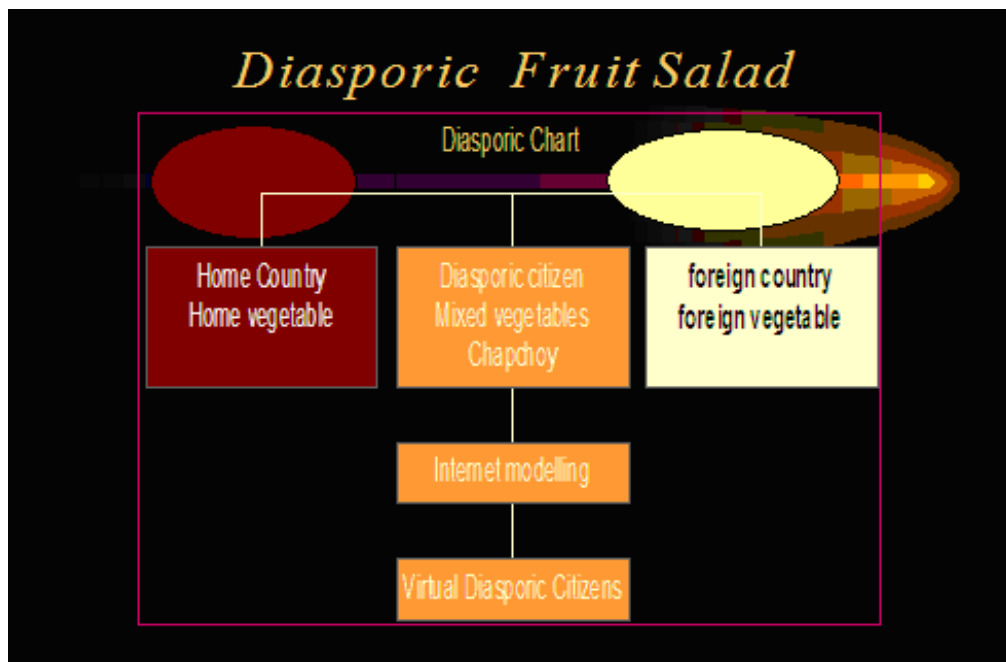 Diasporic Fruit Salad
Diasporic Chart
Home Country
Home vegetable
Diasporic citizen
Mixed vegetables
Chapchoy
foreign country
foreign vegetable
Internet modelling
Virtual Diasporic Citizens